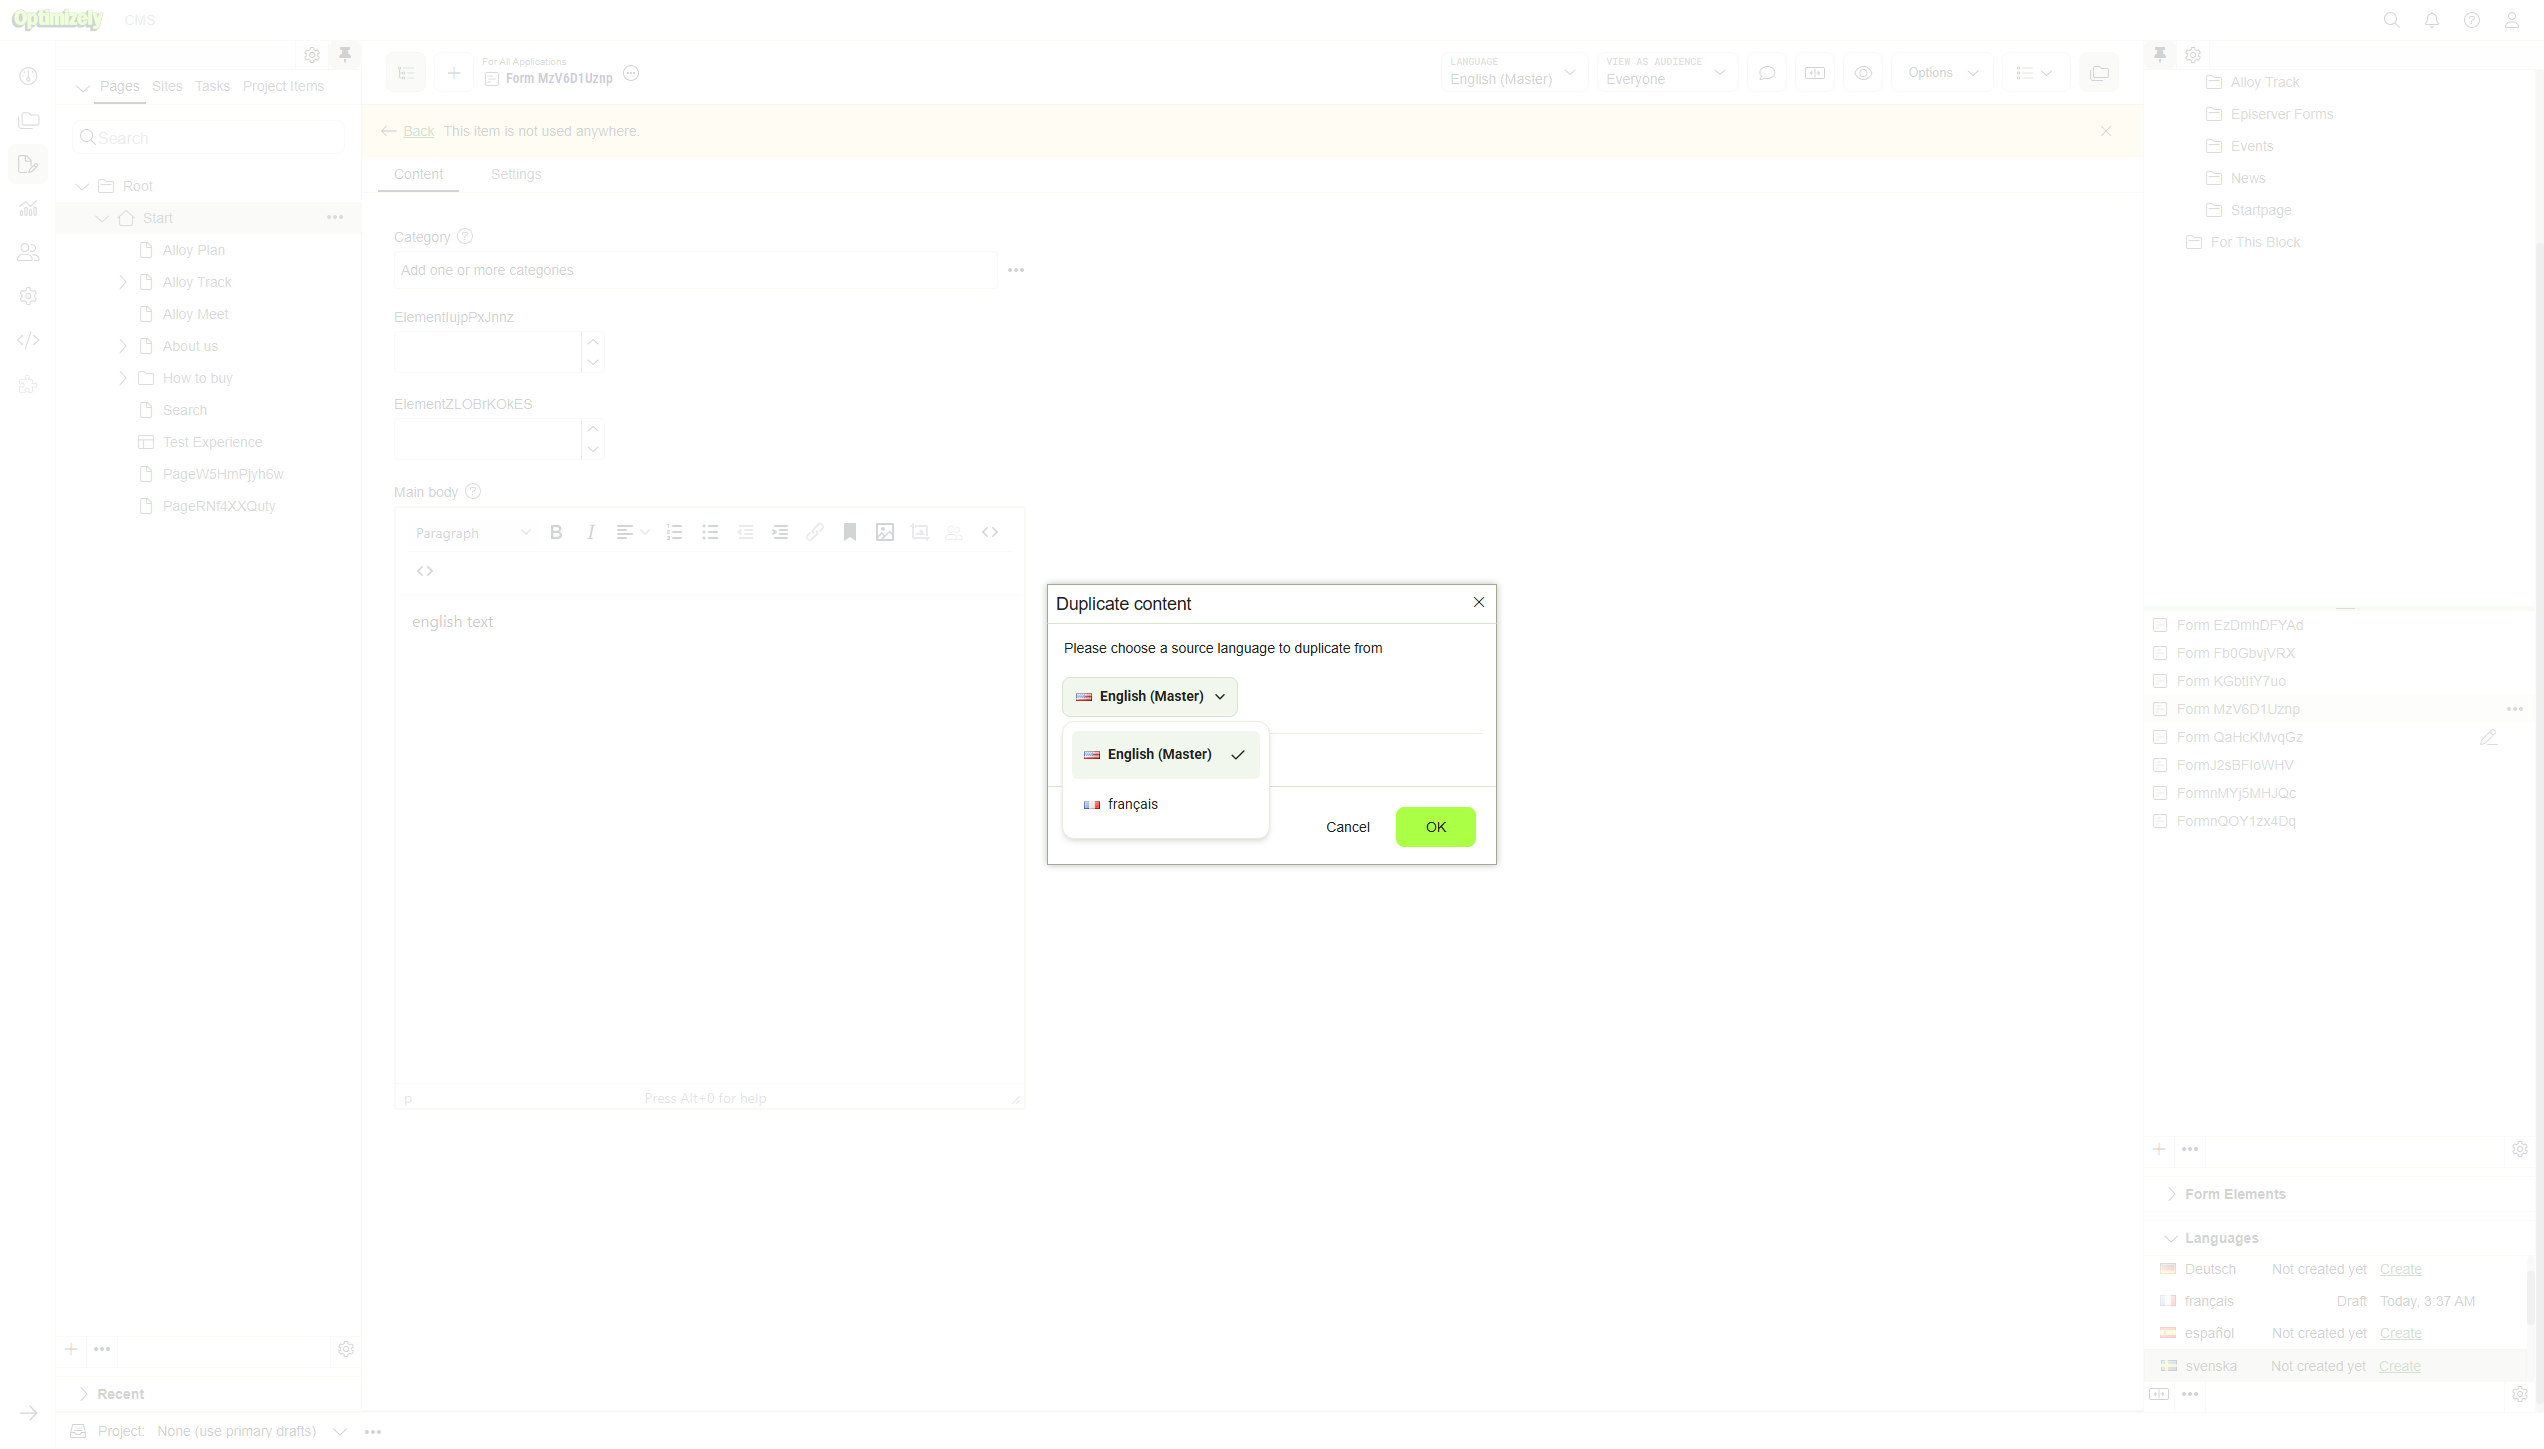 Optimizely CMS
Pages Sites Tasks Project Items
Search
Root
Start
Alloy Plan
Alloy Track
Alloy Meet
About us
How to buy
Search
Test Experience
PageW5HmPjyh6w
PageRNf4XXQuty
Recent
Project: None (use primary drafts)
For All Applications
Form MzV6D1Uznp
LANGUAGE
English (Master)
VIEW AS AUDIENCE
Everyone
Options
Back This item is not used anywhere.
Content Settings
Category
Add one or more categories
ElementIujpPxJnnz
ElementZLOBrKOkES
Main body
Paragraph
english text
p Press Alt+0 for help
Duplicate content
Please choose a source language to duplicate from
English (Master)
English (Master)
français
Cancel OK
Alloy Track
Episerver Forms
Events
News
Startpage
For This Block
Form EzDmhDFYAd
Form Fb0GbvjVRX
Form KGbtItY7uo
Form MzV6D1Uznp
Form QaHcKMvqGz
FormJ2sBFIoWHV
FormnMYj5MHJQc
FormnQOY1zx4Dq
Form Elements
Languages
Deutsch Not created yet Create
français Draft Today, 3:37 AM
español Not created yet Create
svenska Not created yet Create